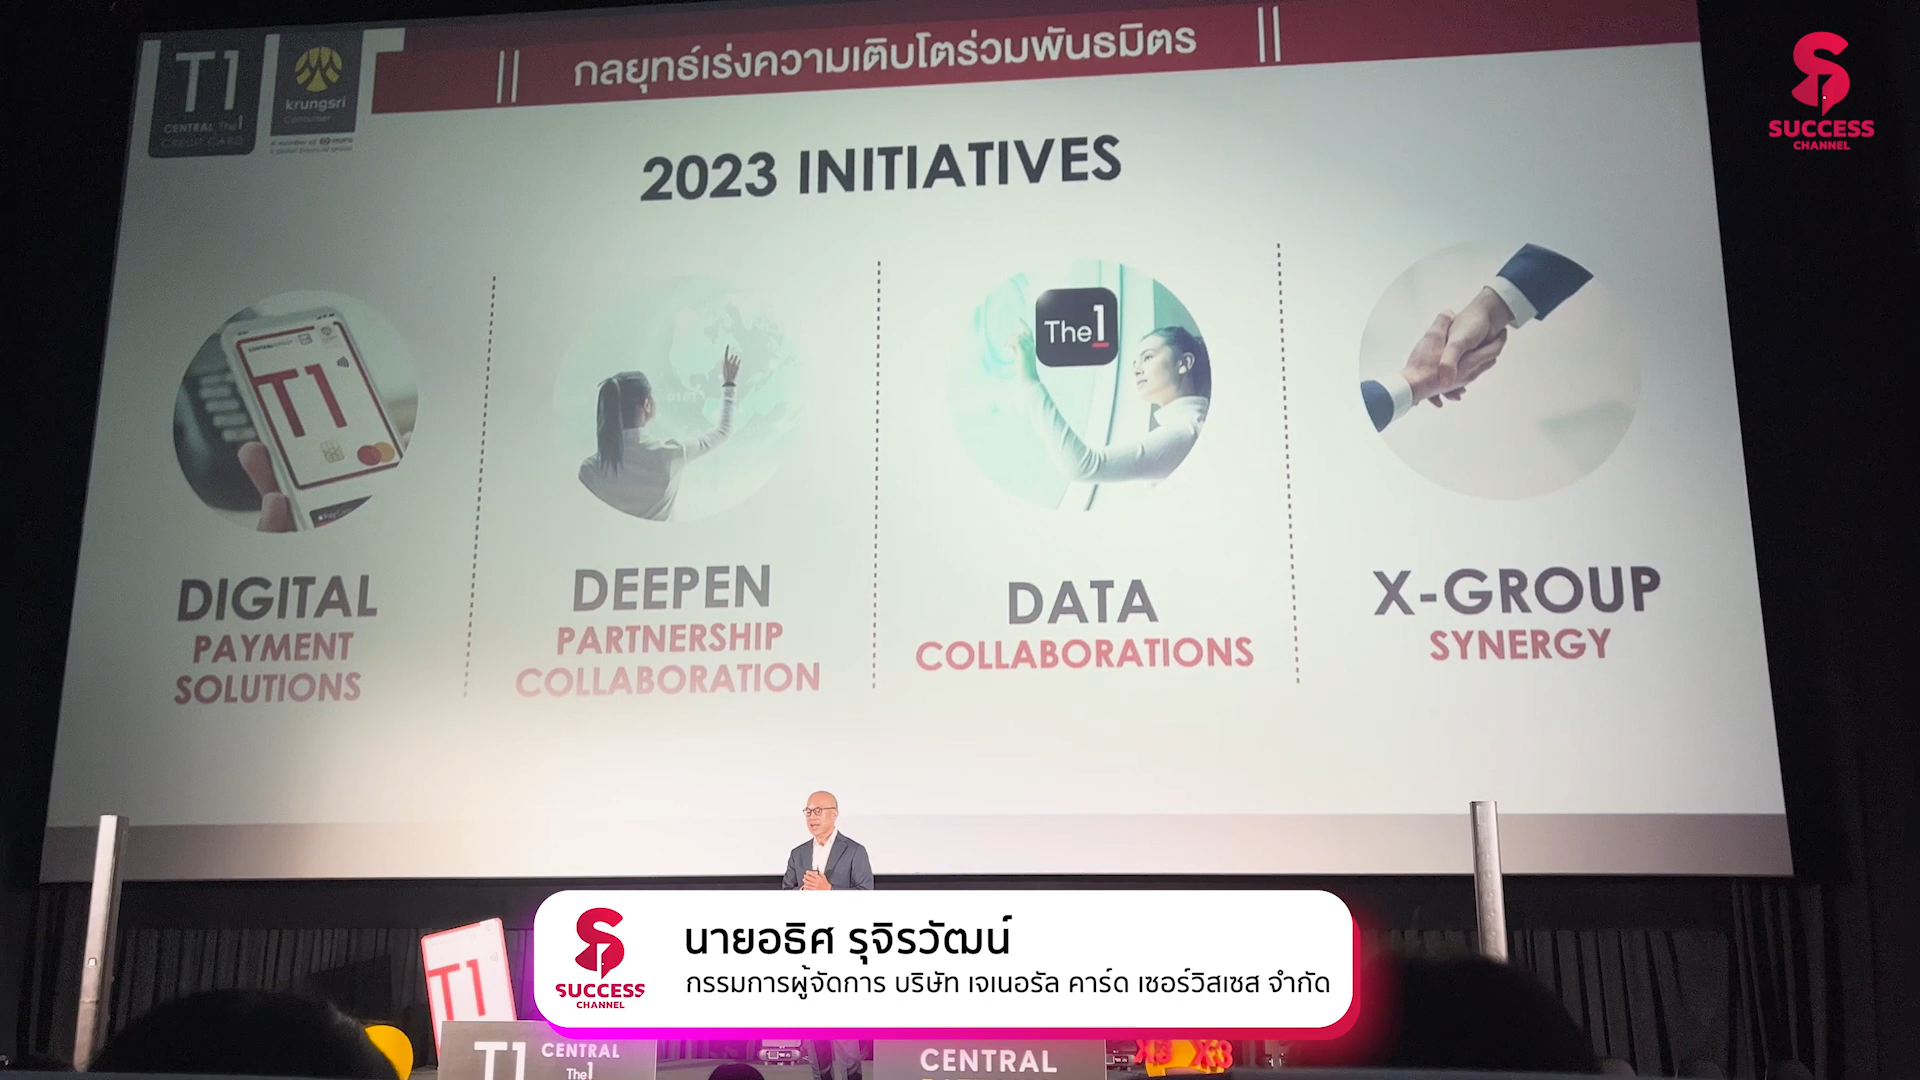 T1
CENTRAL The1
CREDIT CARD
krungsri
Consumer
กลยุทธ์เร่งความเติบโตร่วมพันธมิตร
SUCCESS
CHANNEL
2023 INITIATIVES
T1
The1
DIGITAL
PAYMENT
SOLUTIONS
DEEPEN
PARTNERSHIP
COLLABORATION
DATA
COLLABORATIONS
X-GROUP
SYNERGY
SUCCESS
CHANNEL
นายอธิศ รุจิรวัฒน์
กรรมการผู้จัดการ บริษัท เจเนอรัล คาร์ด เซอร์วิสเซส จำกัด
T1
T1 CENTRAL
The1
CENTRAL
X3 X3